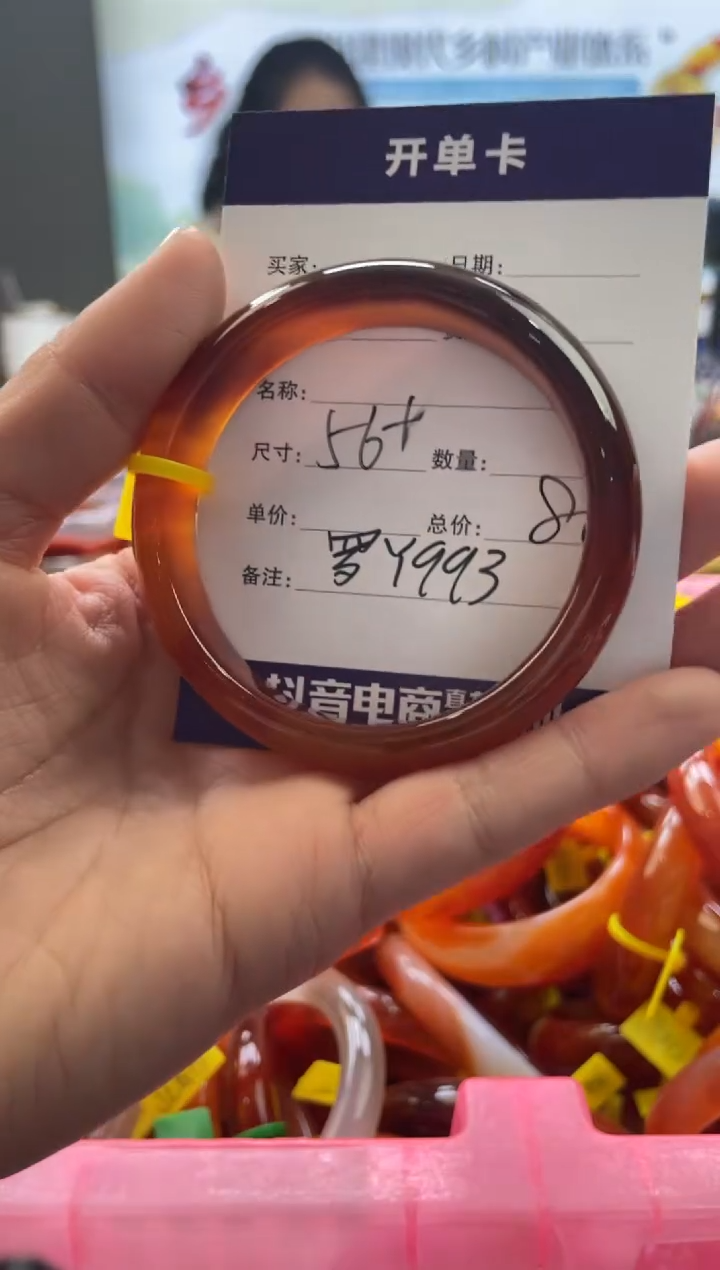 乡
开单卡
买家: 日期:
名称:
尺寸: 56+ 数量:
单价: 总价: 8
备注: 罗Y993
抖音电商